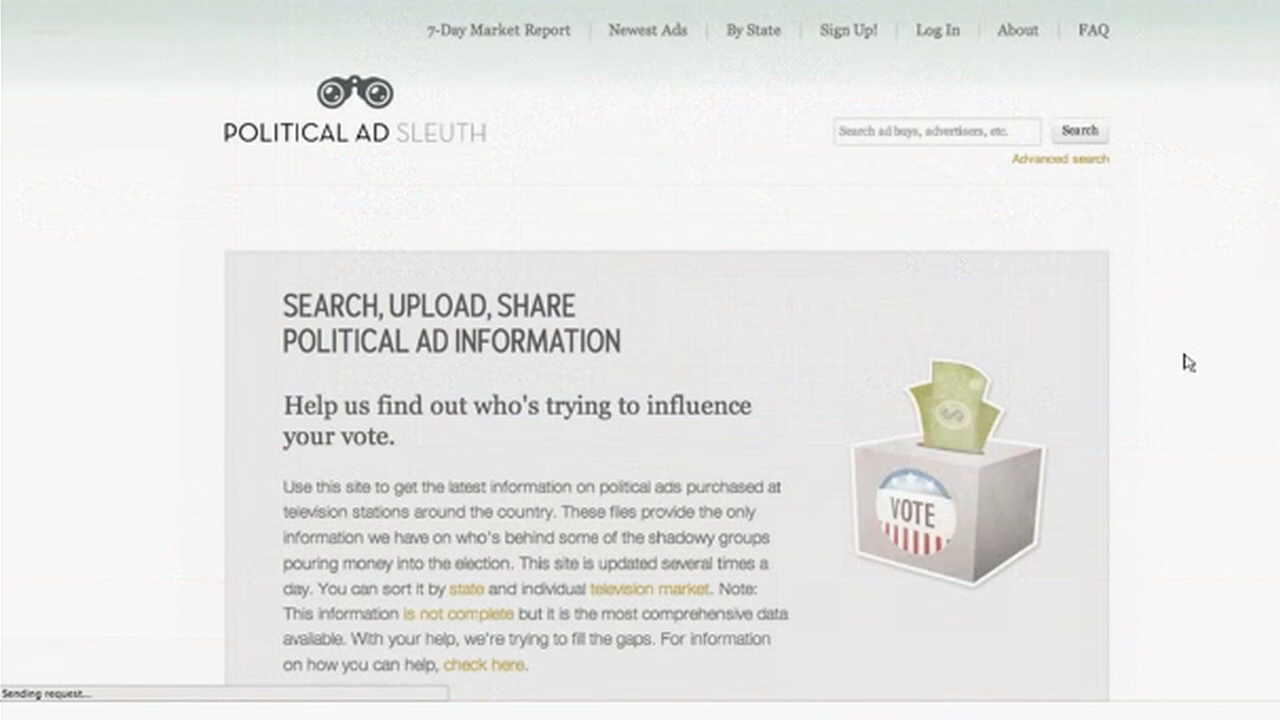 7-Day Market Report
Newest Ads
By State
Sign Up!
Log In
About
FAQ
POLITICAL AD SLEUTH
Search ad buys, advertisers, etc.
Search
Advanced search
SEARCH, UPLOAD, SHARE
POLITICAL AD INFORMATION
Help us find out who's trying to influence
your vote.
Use this site to get the latest information on political ads purchased at
television stations around the country. These files provide the only
information we have on who's behind some of the shadowy groups
pouring money into the election. This site is updated several times a
day. You can sort it by state and individual television market. Note:
This information is not complete but it is the most comprehensive data
available. With your help, we're trying to fill the gaps. For information
on how you can help, check here.
$
VOTE
Sending request...